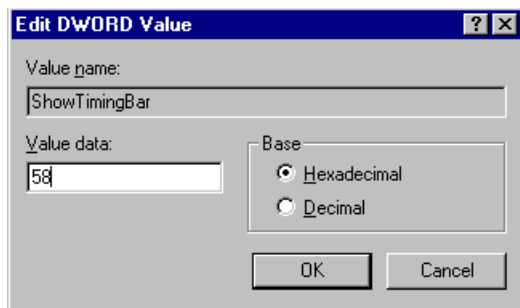 Edit DWORD Value
Value name:
ShowTimingBar
Value data:
58
Base
Hexadecimal
Decimal
OK
Cancel